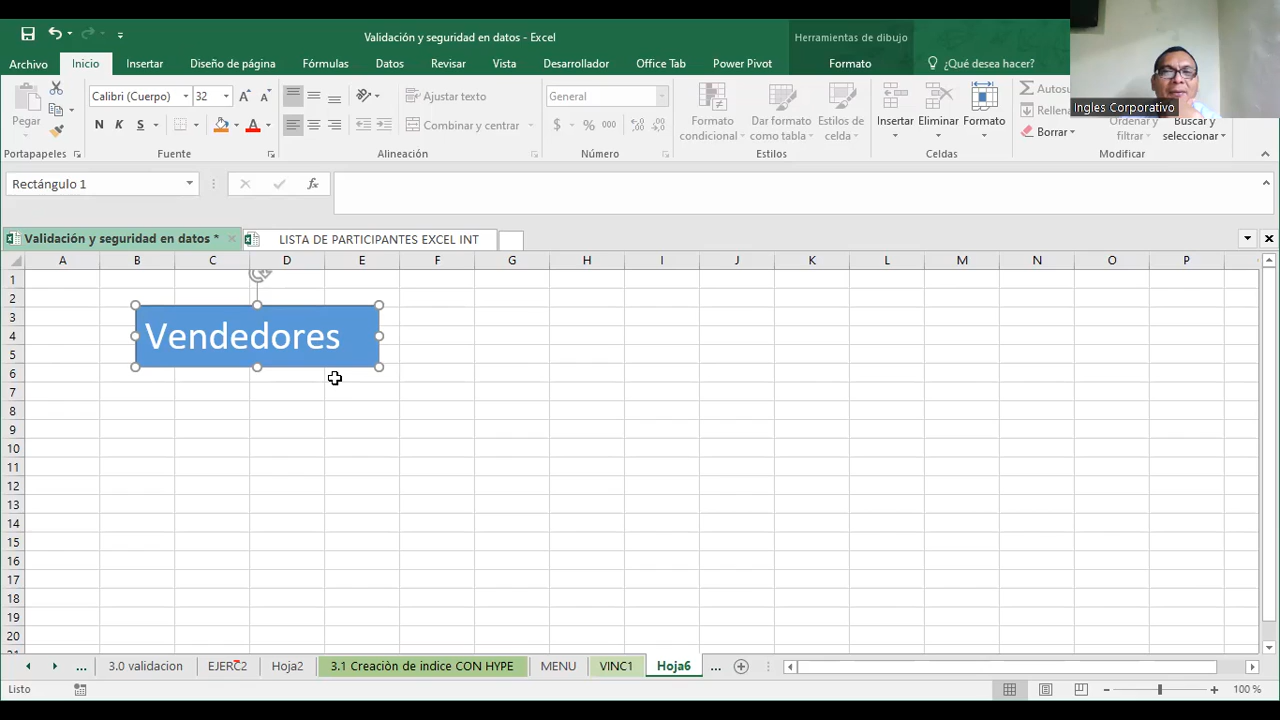 Validación y seguridad en datos - Excel
Herramientas de dibujo
Archivo
Inicio
Insertar
Diseño de página
Fórmulas
Datos
Revisar
Vista
Desarrollador
Office Tab
Power Pivot
Formato
¿Qué desea hacer?
Ingles Corporativo
Pegar
Calibri (Cuerpo)
32
N K S
Ajustar texto
Combinar y centrar
General
$ % 000
Formato condicional
Dar formato como tabla
Estilos de celda
Insertar
Eliminar
Formato
Autosu
Rellena
Borrar
Ordenar y filtrar
Buscar y seleccionar
Portapapeles
Fuente
Alineación
Número
Estilos
Celdas
Modificar
Rectángulo 1
fx
Validación y seguridad en datos *
LISTA DE PARTICIPANTES EXCEL INT
A B C D E F G H I J K L M N O P
1
2
3
4
5
6
7
8
9
10
11
12
13
14
15
16
17
18
19
20
Vendedores
...
3.0 validacion
EJERC2
Hoja2
3.1 Creaciòn de indice CON HYPE
MENU
VINC1
Hoja6
...
Listo
100 %